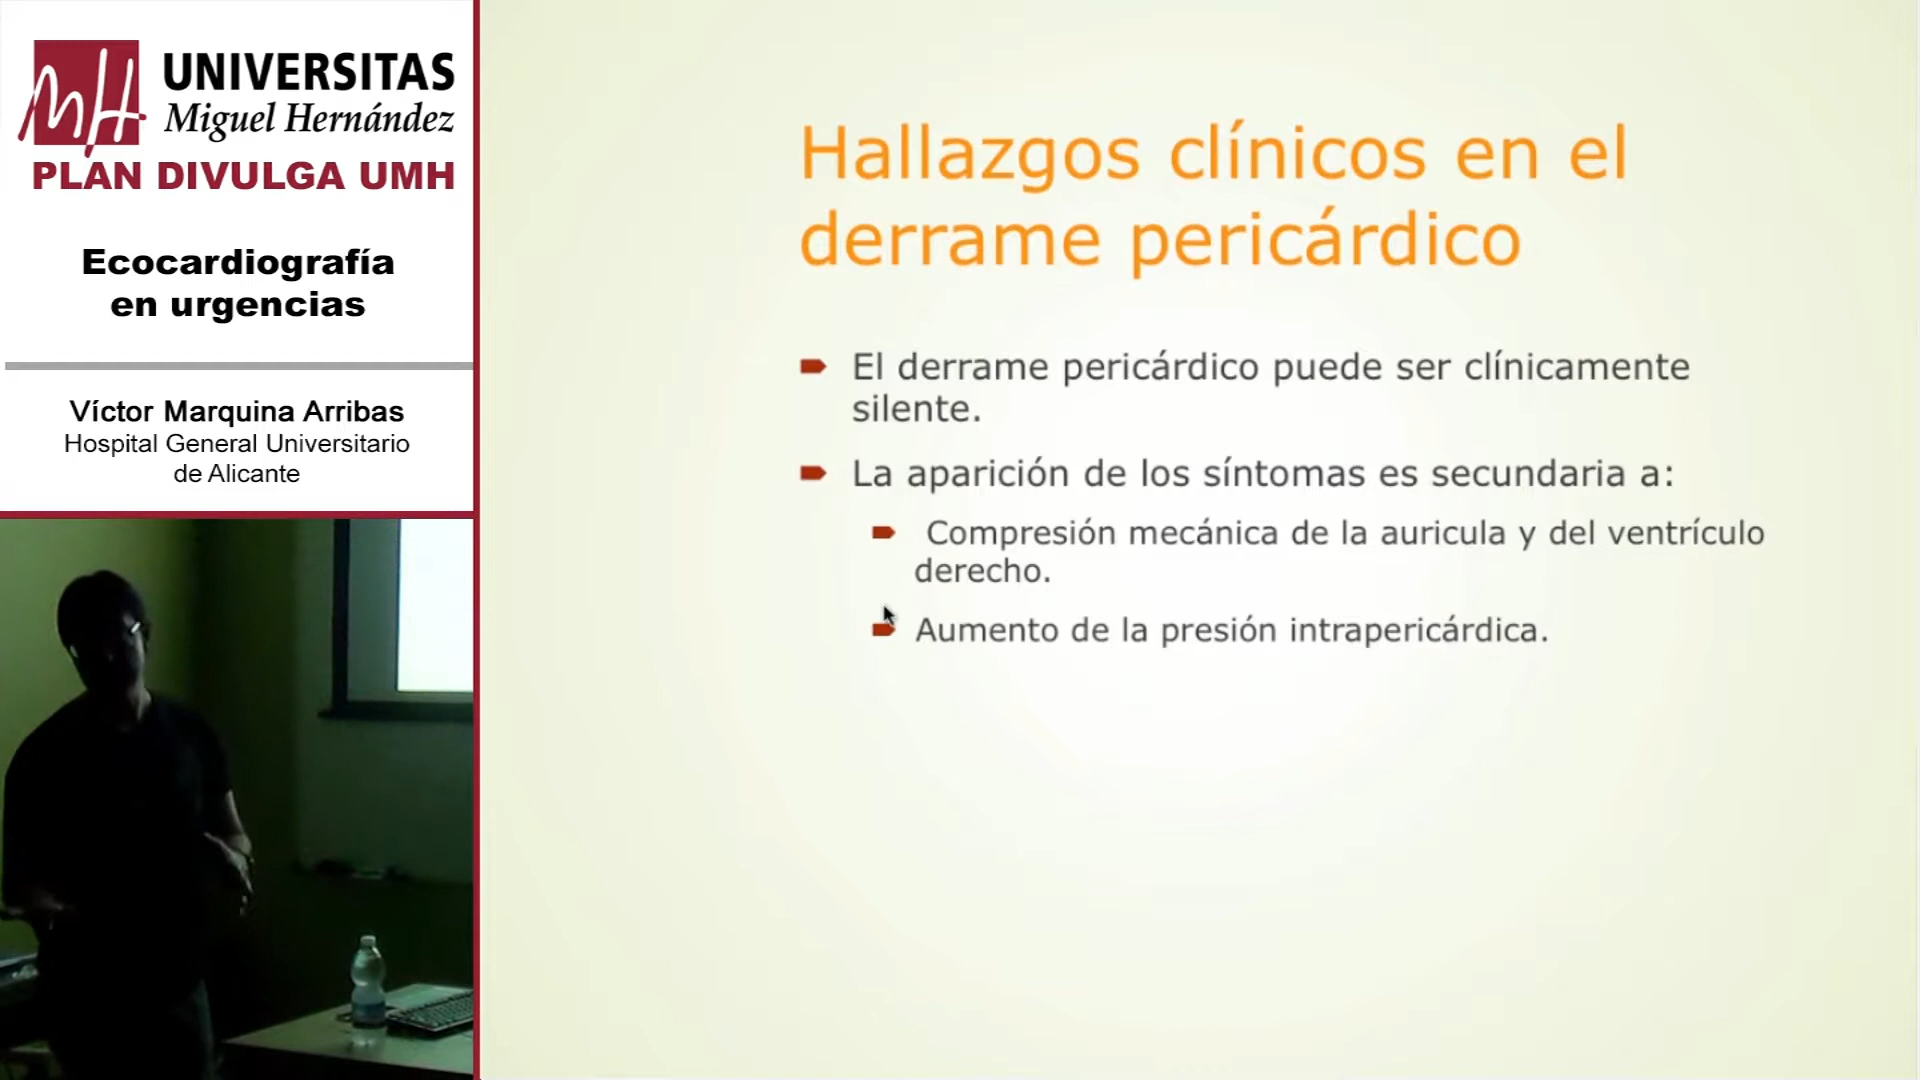 UNIVERSITAS
Miguel Hernández
PLAN DIVULGA UMH
Ecocardiografía
en urgencias
Víctor Marquina Arribas
Hospital General Universitario
de Alicante
Hallazgos clínicos en el
derrame pericárdico
El derrame pericárdico puede ser clínicamente
silente.
La aparición de los síntomas es secundaria a:
Compresión mecánica de la auricula y del ventrículo
derecho.
Aumento de la presión intrapericárdica.